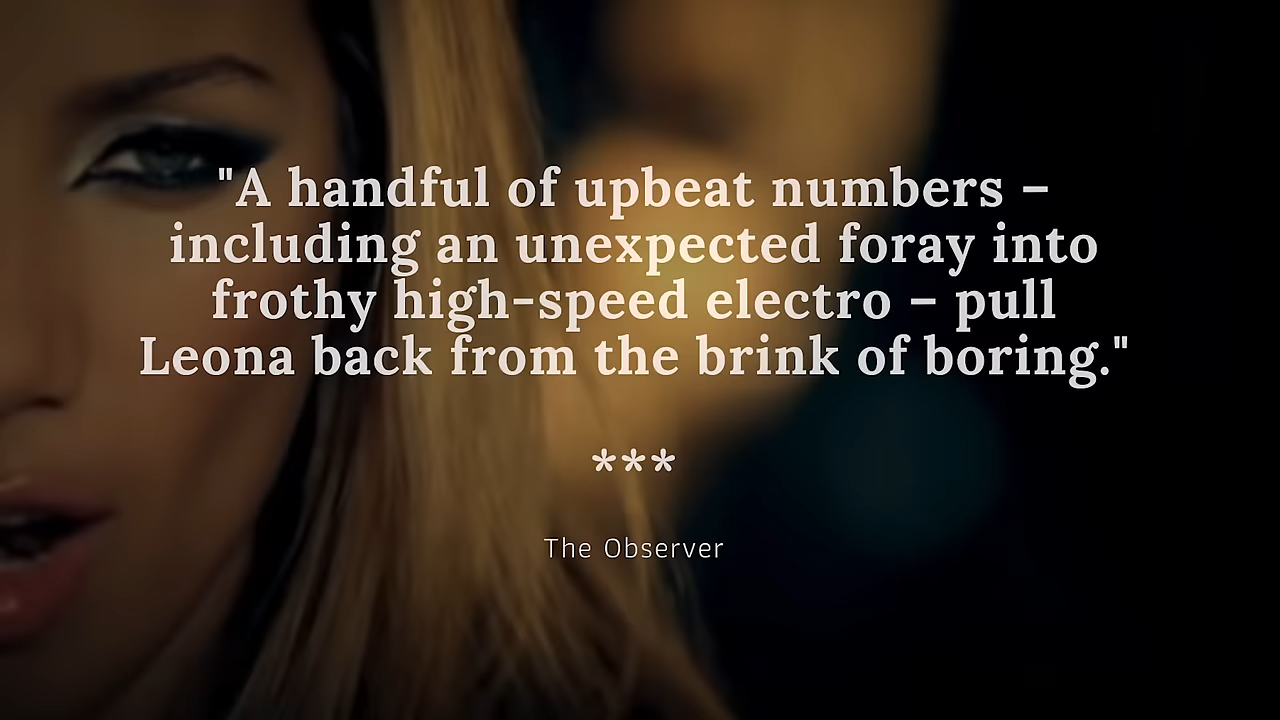 "A handful of upbeat numbers –
including an unexpected foray into
frothy high-speed electro – pull
Leona back from the brink of boring."
***
The Observer